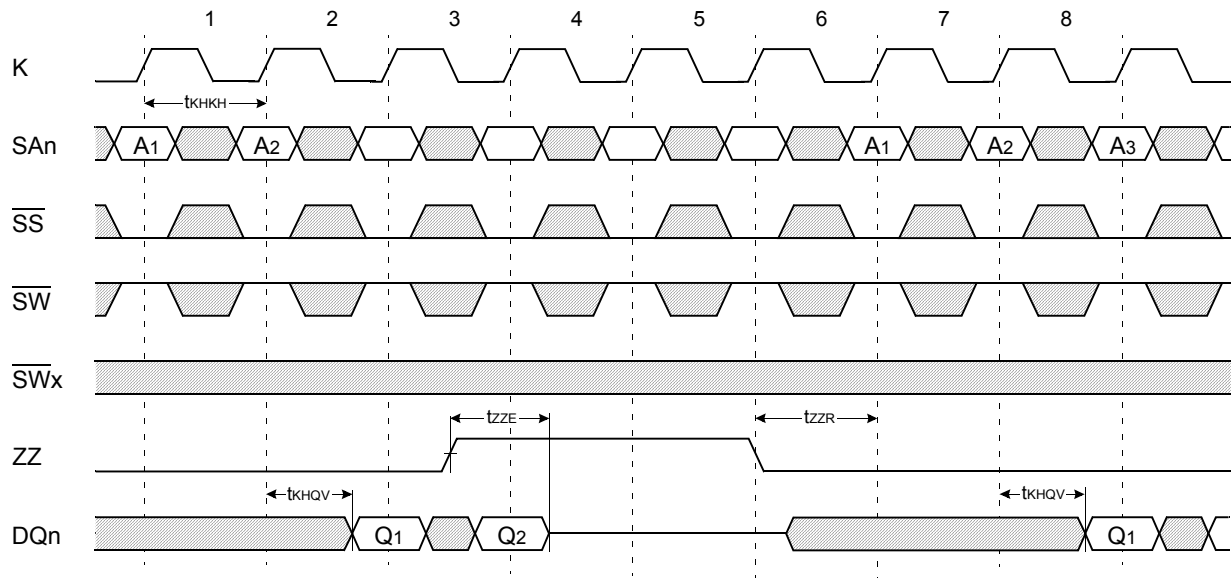 1 2 3 4 5 6 7 8
K
tKHKH
SAn A1 A2 A1 A2 A3
SS
SW
SWx
tZZE tZZR
ZZ
tKHQV tKHQV
DQn Q1 Q2 Q1